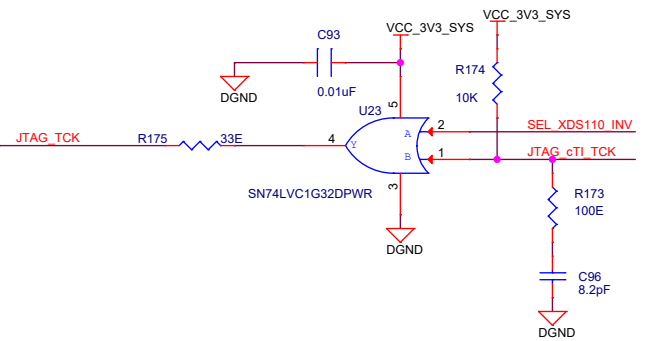 VCC_3V3_SYS
VCC_3V3_SYS
C93
0.01uF
DGND
R174
10K
U23
5
A
2
SEL_XDS110_INV
JTAG_TCK
R175
33E
4
Y
B
1
JTAG_cTI_TCK
3
SN74LVC1G32DPWR
DGND
R173
100E
C96
8.2pF
DGND